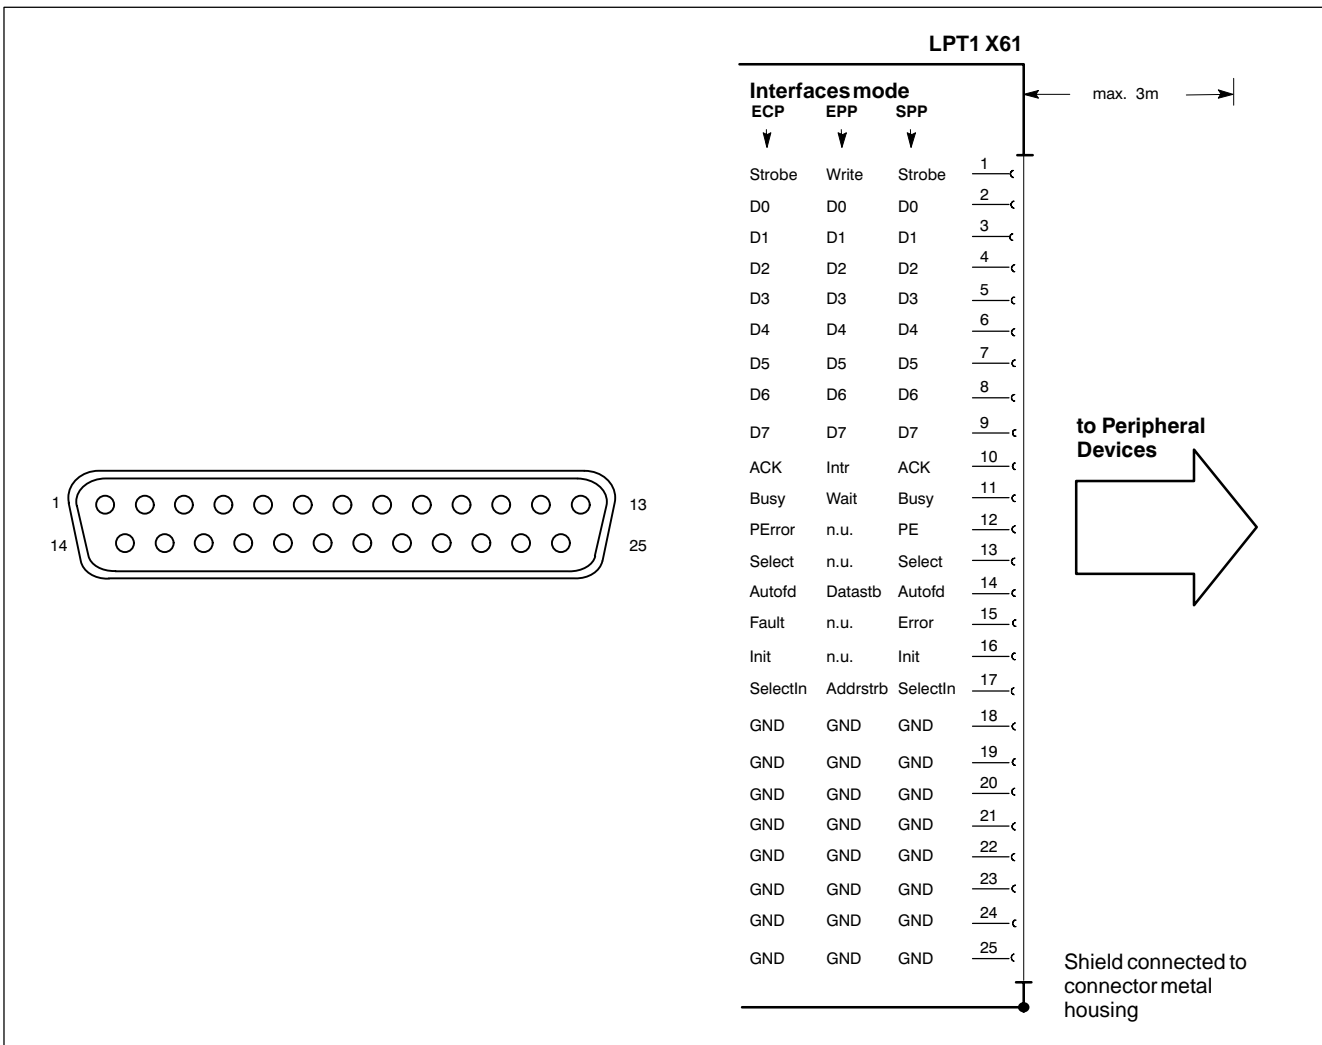 LPT1 X61
Interfaces mode
ECP EPP SPP
max. 3m
Strobe Write Strobe 1
D0 D0 D0 2
D1 D1 D1 3
D2 D2 D2 4
D3 D3 D3 5
D4 D4 D4 6
D5 D5 D5 7
D6 D6 D6 8
D7 D7 D7 9
ACK Intr ACK 10
Busy Wait Busy 11
PError n.u. PE 12
Select n.u. Select 13
Autofd Datastb Autofd 14
Fault n.u. Error 15
Init n.u. Init 16
SelectIn Addrstrb SelectIn 17
GND GND GND 18
GND GND GND 19
GND GND GND 20
GND GND GND 21
GND GND GND 22
GND GND GND 23
GND GND GND 24
GND GND GND 25
1 13
14 25
to Peripheral
Devices
Shield connected to
connector metal
housing